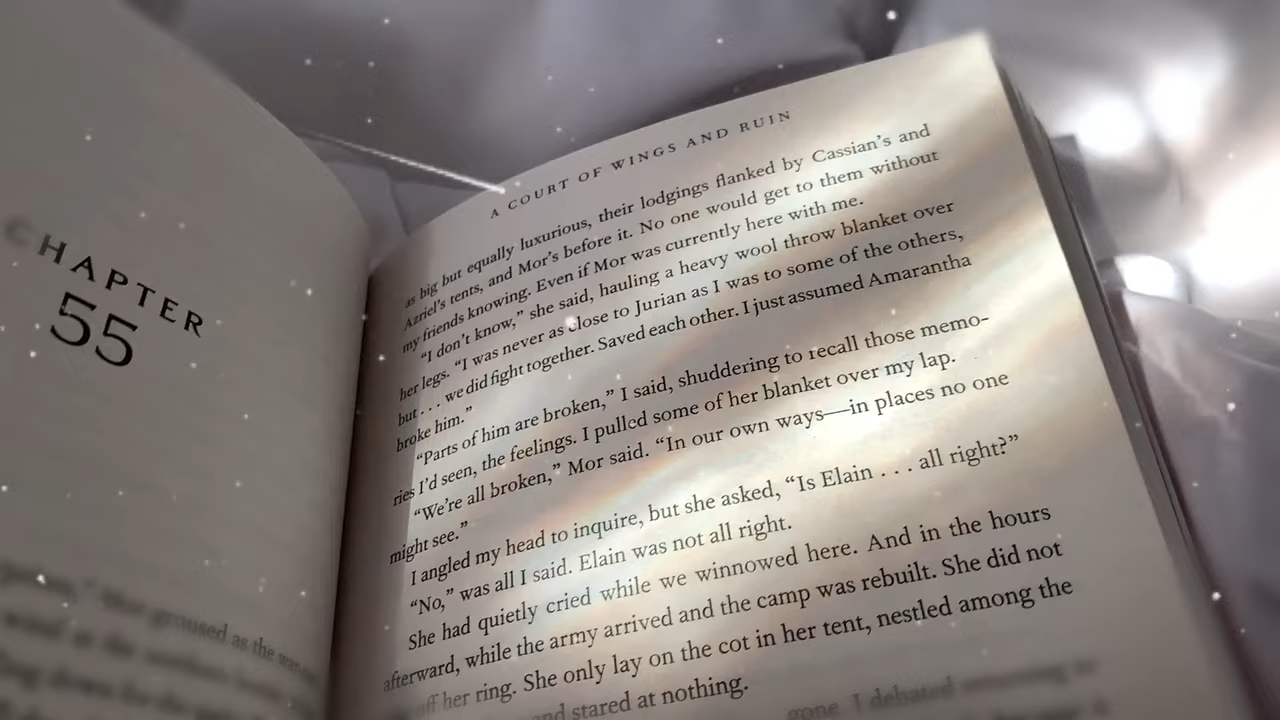 CHAPTER
55
groused as the
A COURT OF WINGS AND RUIN
as big but equally luxurious, their lodgings flanked by Cassian’s and
Azriel’s tents, and Mor’s before it. No one would get to them without
my friends knowing. Even if Mor was currently here with me.
“I don’t know,” she said, hauling a heavy wool throw blanket over
her legs. “I was never as close to Jurian as I was to some of the others,
but . . . we did fight together. Saved each other. I just assumed Amarantha
broke him.”
“Parts of him are broken,” I said, shuddering to recall those memo-
ries I’d seen, the feelings. I pulled some of her blanket over my lap.
“We’re all broken,” Mor said. “In our own ways—in places no one
might see.”
I angled my head to inquire, but she asked, “Is Elain . . . all right?”
“No,” was all I said. Elain was not all right.
She had quietly cried while we winnowed here. And in the hours
afterward, while the army arrived and the camp was rebuilt. She did not
off her ring. She only lay on the cot in her tent, nestled among the
and stared at nothing.
gone. I debated